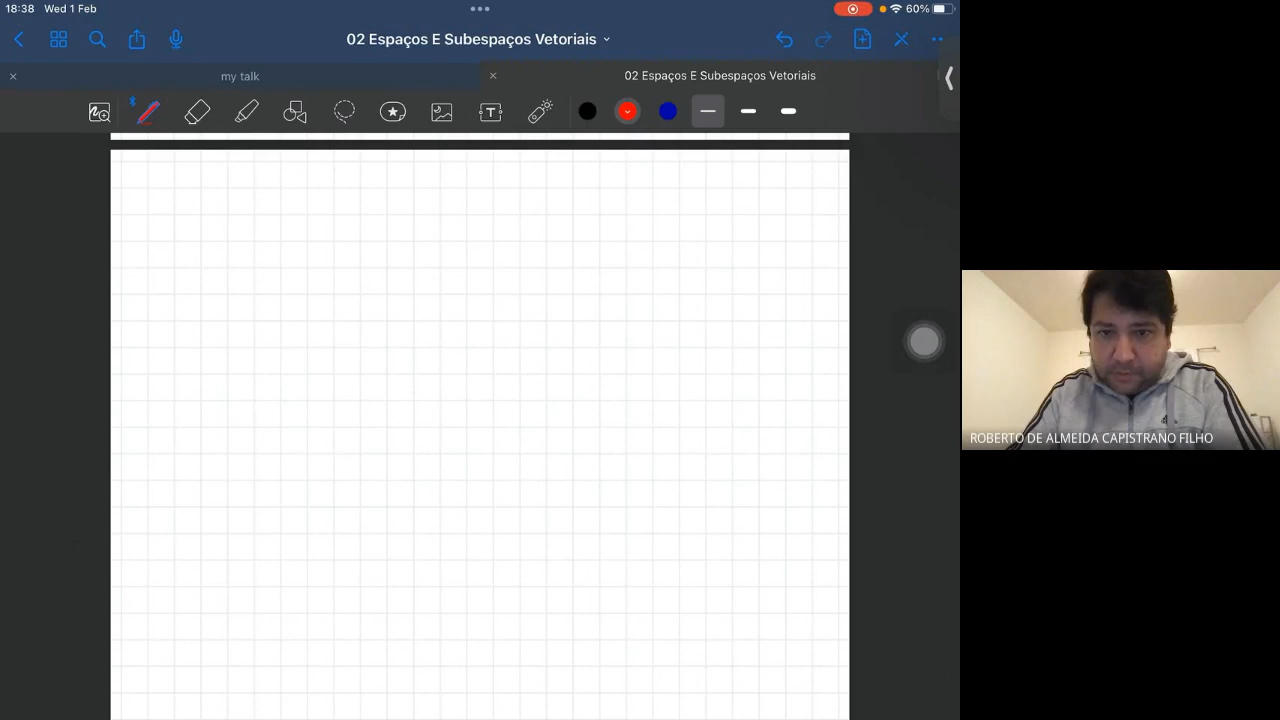 18:38 Wed 1 Feb
60%
02 Espaços E Subespaços Vetoriais
my talk
02 Espaços E Subespaços Vetoriais
T
ROBERTO DE ALMEIDA CAPISTRANO FILHO